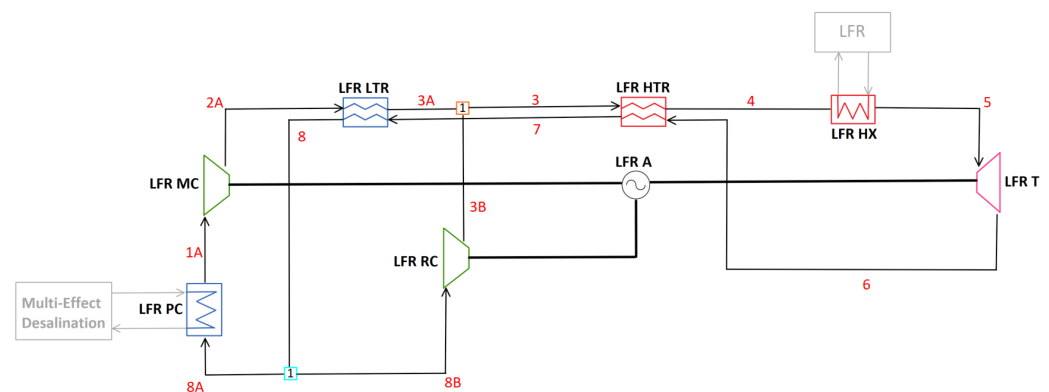 LFR
LFR LTR
LFR HTR
2A
3A
1
3
4
5
8
7
LFR HX
LFR A
LFR MC
LFR T
3B
1A
LFR RC
6
Multi-Effect
Desalination
LFR PC
8A
1
8B